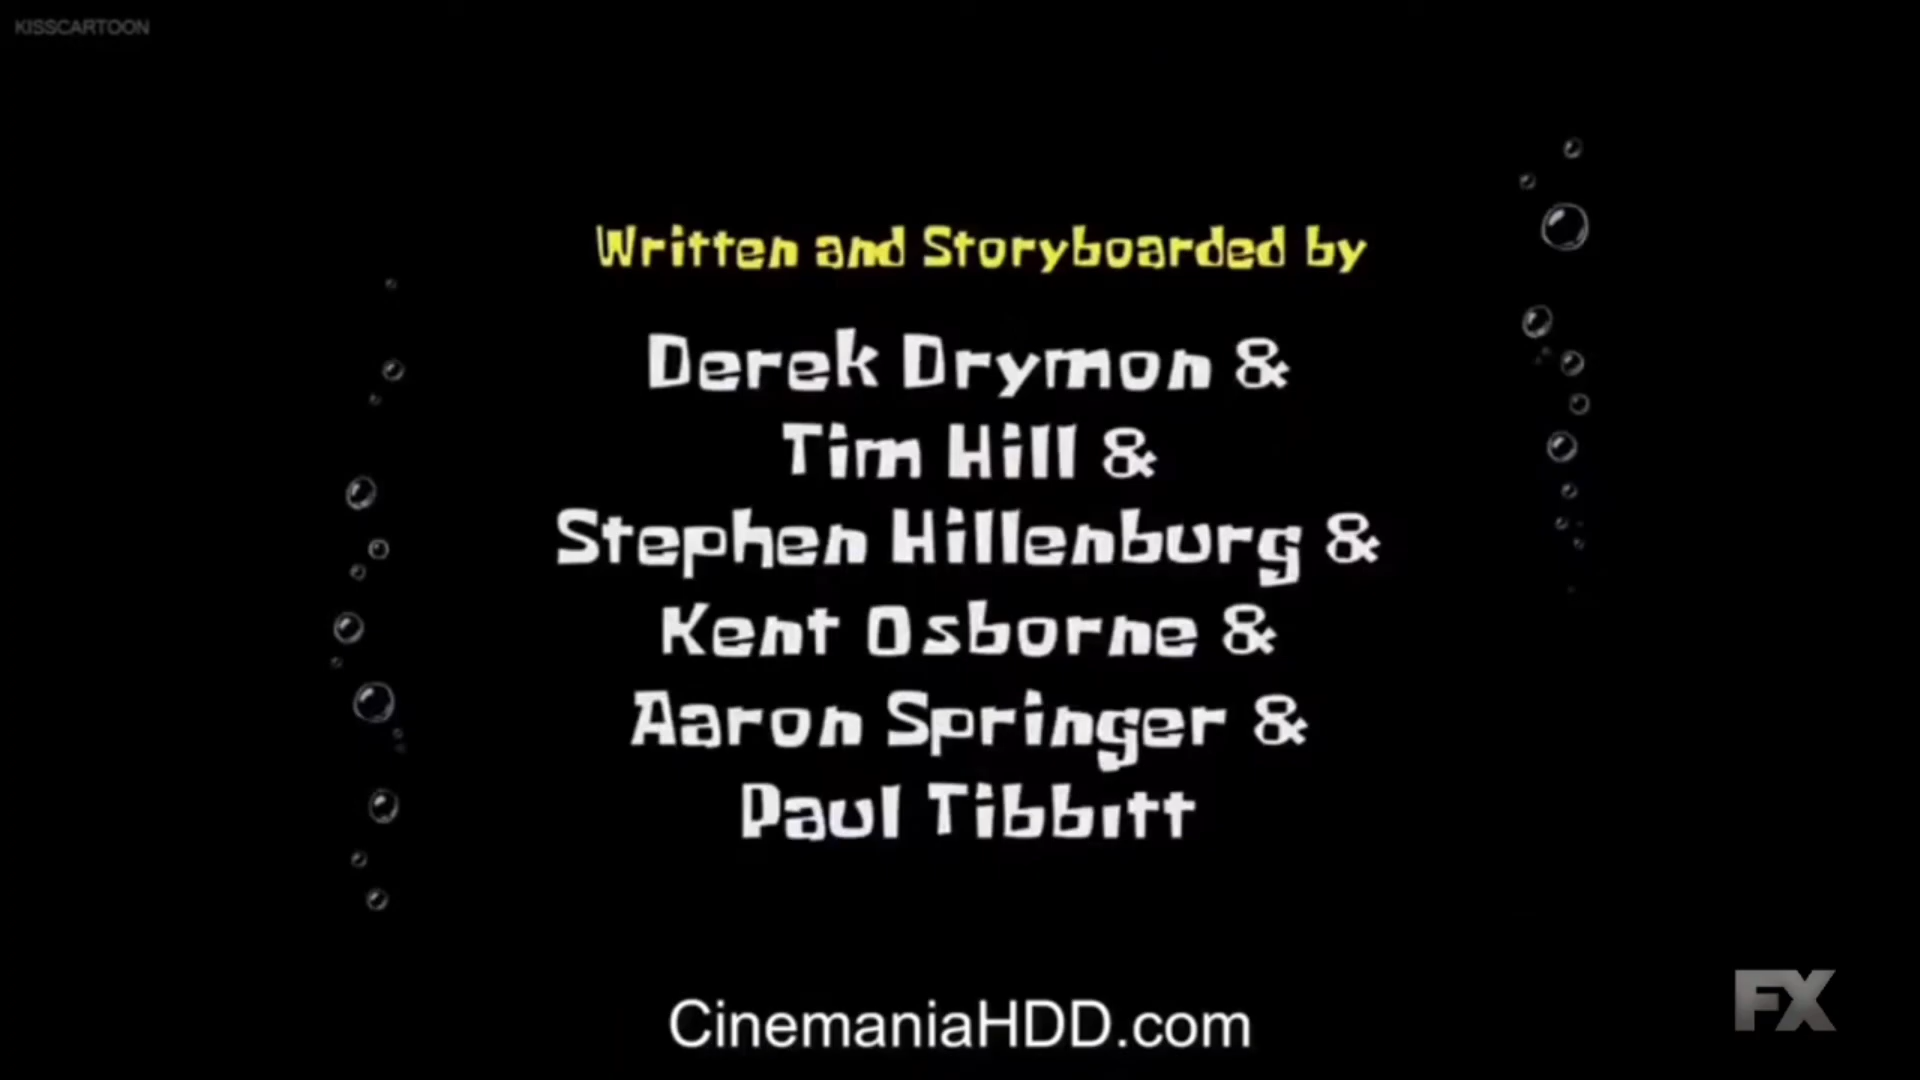 KISSCARTOON
Written and Storyboarded by
Derek Drymon &
Tim Hill &
Stephen Hillenburg &
Kent Osborne &
Aaron Springer &
Paul Tibbitt
CinemaniaHDD.com
FX